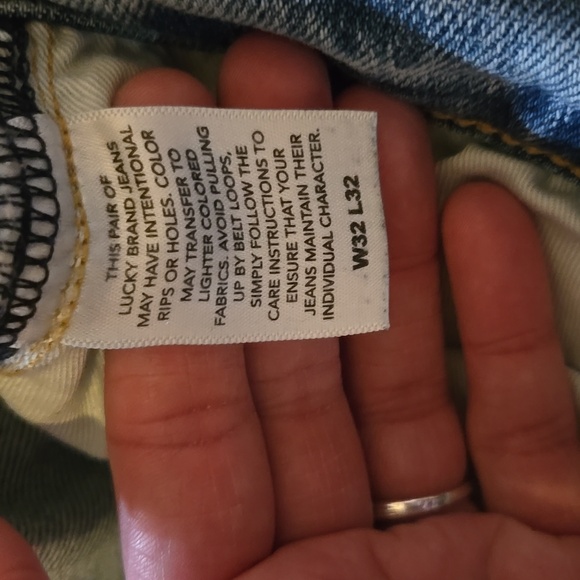 THIS PAIR OF
LUCKY BRAND JEANS
MAY HAVE INTENTIONAL
RIPS OR HOLES. COLOR
MAY TRANSFER TO
LIGHTER COLORED
FABRICS. AVOID PULLING
UP BY BELT LOOPS,
SIMPLY FOLLOW THE
CARE INSTRUCTIONS TO
ENSURE THAT YOUR
JEANS MAINTAIN THEIR
INDIVIDUAL CHARACTER.
W32 L32